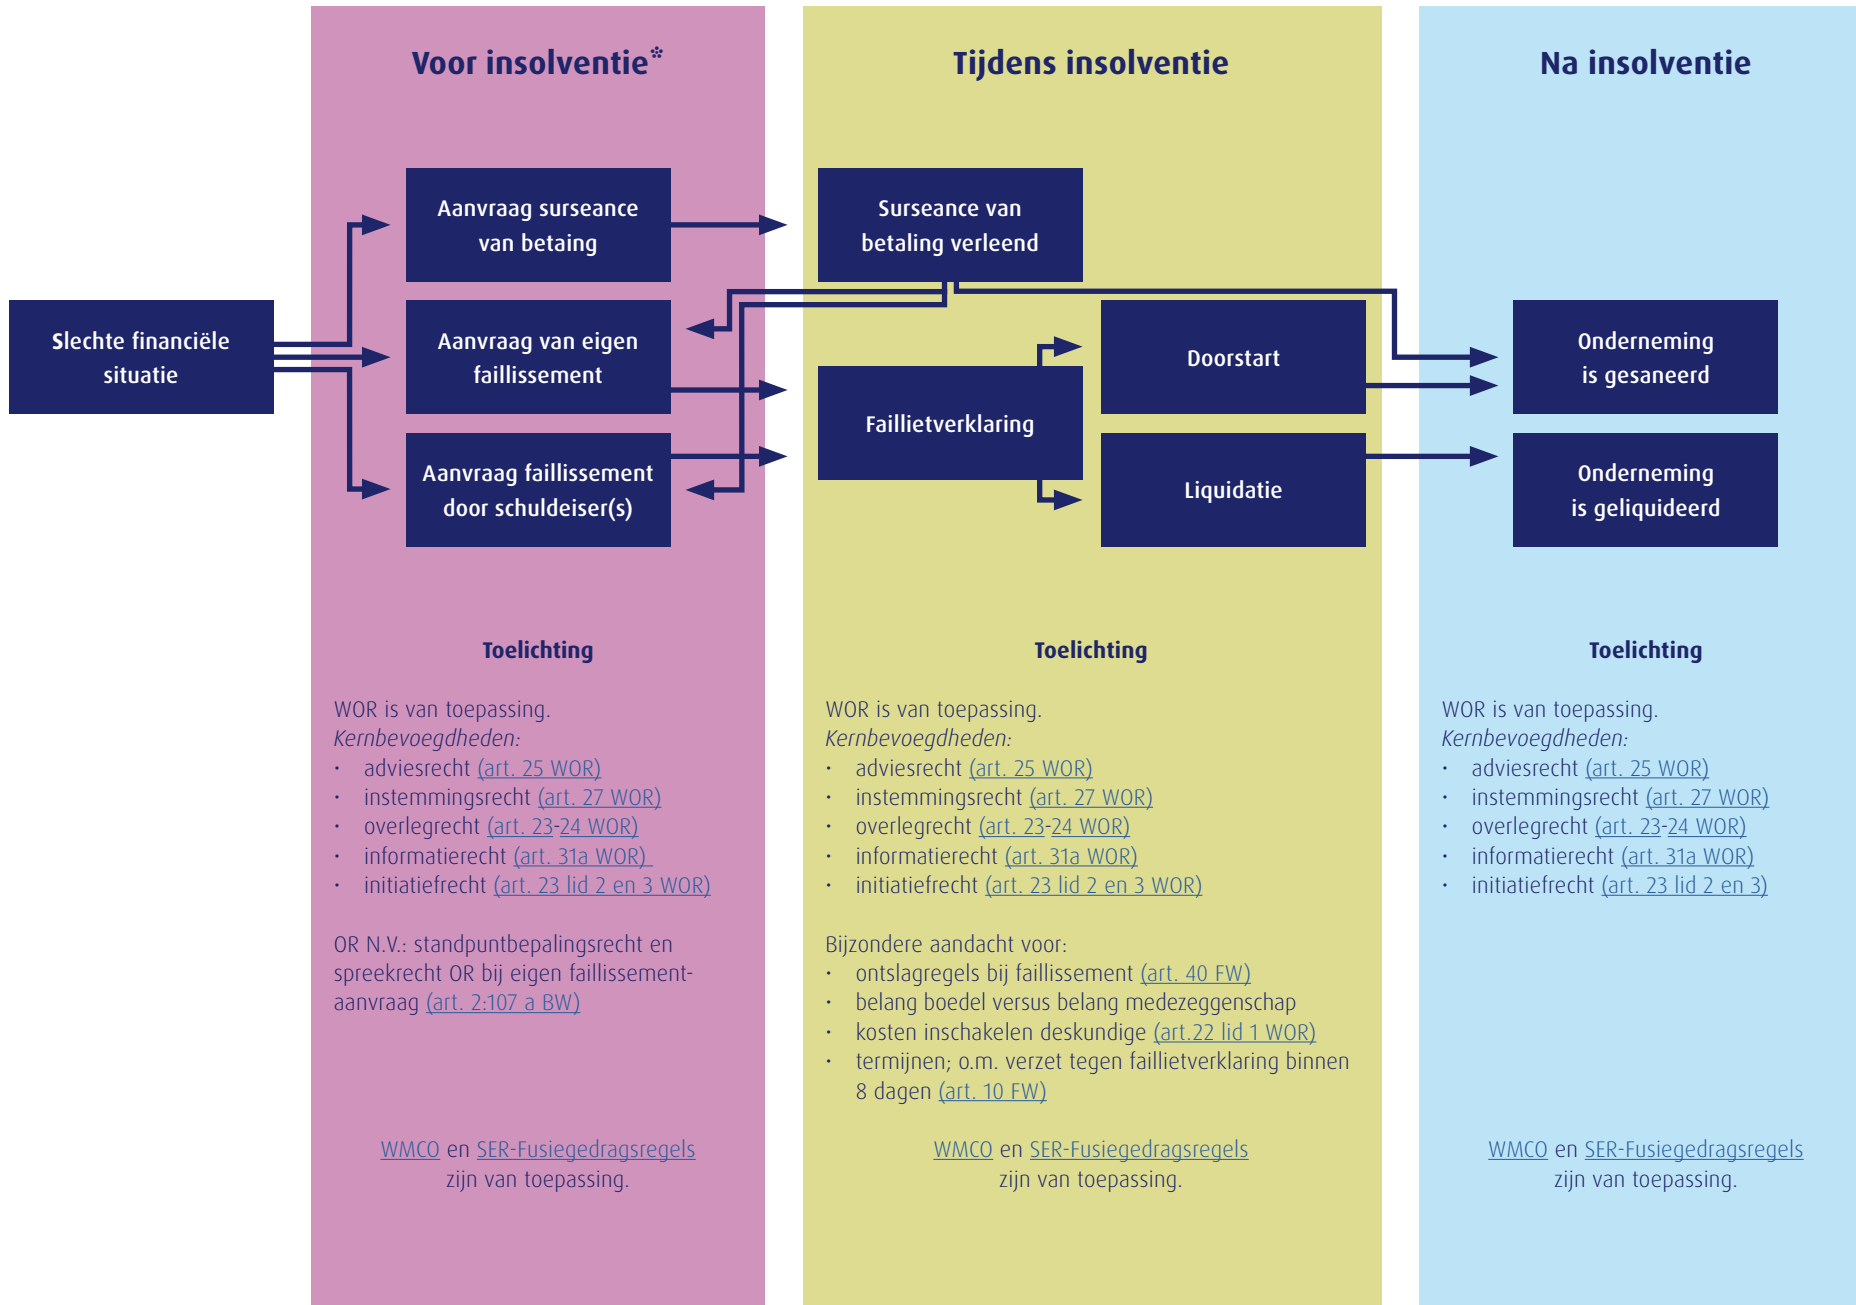 Voor insolventie*
Tijdens insolventie
Na insolventie
Slechte financiële
situatie
Aanvraag surseance
van betaing
Aanvraag van eigen
faillissement
Aanvraag faillissement
door schuldeiser(s)
Surseance van
betaling verleend
Faillietverklaring
Doorstart
Liquidatie
Onderneming
is gesaneerd
Onderneming
is geliquideerd
Toelichting
WOR is van toepassing.
Kernbevoegdheden:
• adviesrecht (art. 25 WOR)
• instemmingsrecht (art. 27 WOR)
• overlegrecht (art. 23-24 WOR)
• informatierecht (art. 31a WOR)
• initiatiefrecht (art. 23 lid 2 en 3 WOR)
OR N.V.: standpuntbepalingsrecht en
spreekrecht OR bij eigen faillissement-
aanvraag (art. 2:107 a BW)
WMCO en SER-Fusiegedragsregels
zijn van toepassing.
Toelichting
WOR is van toepassing.
Kernbevoegdheden:
• adviesrecht (art. 25 WOR)
• instemmingsrecht (art. 27 WOR)
• overlegrecht (art. 23-24 WOR)
• informatierecht (art. 31a WOR)
• initiatiefrecht (art. 23 lid 2 en 3 WOR)
Bijzondere aandacht voor:
• ontslagregels bij faillissement (art. 40 FW)
• belang boedel versus belang medezeggenschap
• kosten inschakelen deskundige (art.22 lid 1 WOR)
• termijnen; o.m. verzet tegen faillietverklaring binnen
8 dagen (art. 10 FW)
WMCO en SER-Fusiegedragsregels
zijn van toepassing.
Toelichting
WOR is van toepassing.
Kernbevoegdheden:
• adviesrecht (art. 25 WOR)
• instemmingsrecht (art. 27 WOR)
• overlegrecht (art. 23-24 WOR)
• informatierecht (art. 31a WOR)
• initiatiefrecht (art. 23 lid 2 en 3)
WMCO en SER-Fusiegedragsregels
zijn van toepassing.